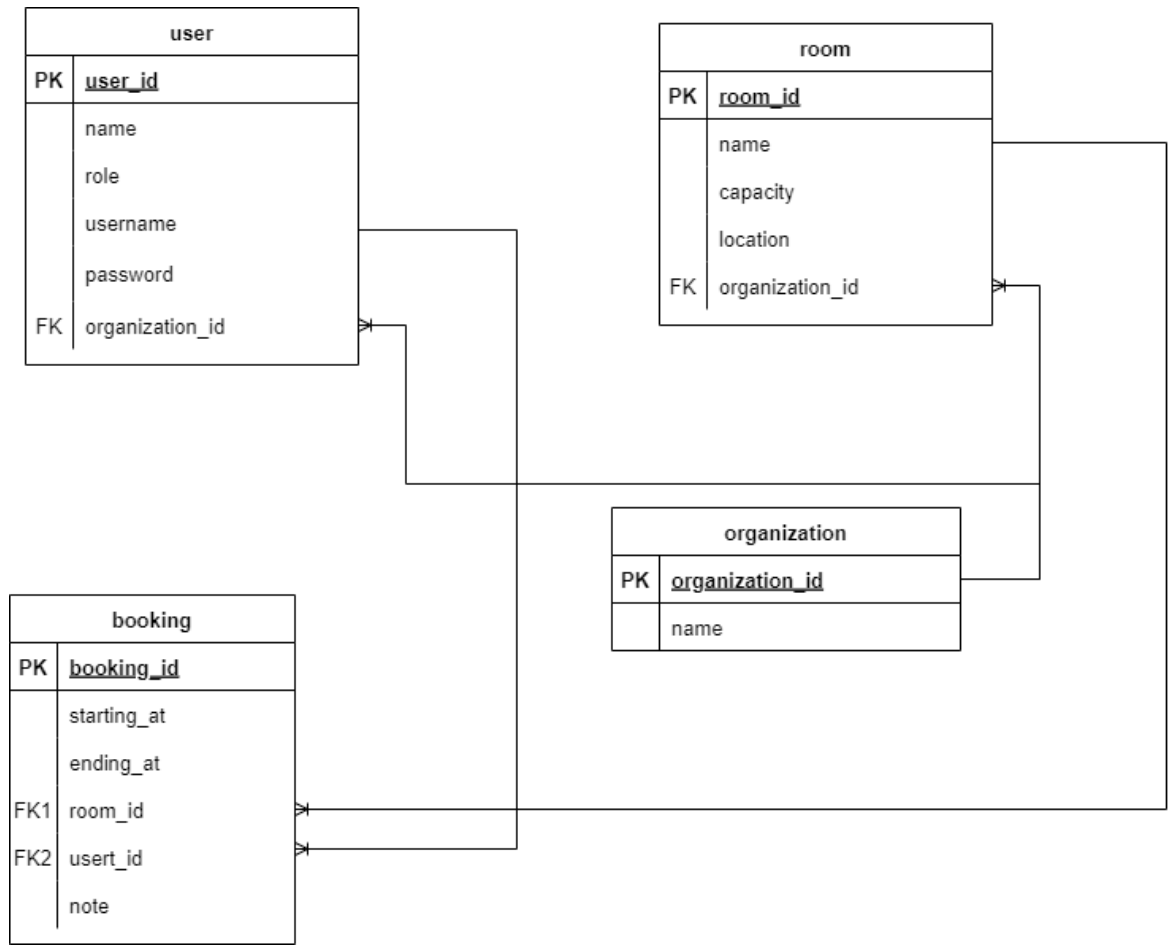 user
PK user_id
name
role
username
password
FK organization_id
room
PK room_id
name
capacity
location
FK organization_id
organization
PK organization_id
name
booking
PK booking_id
starting_at
ending_at
FK1 room_id
FK2 usert_id
note